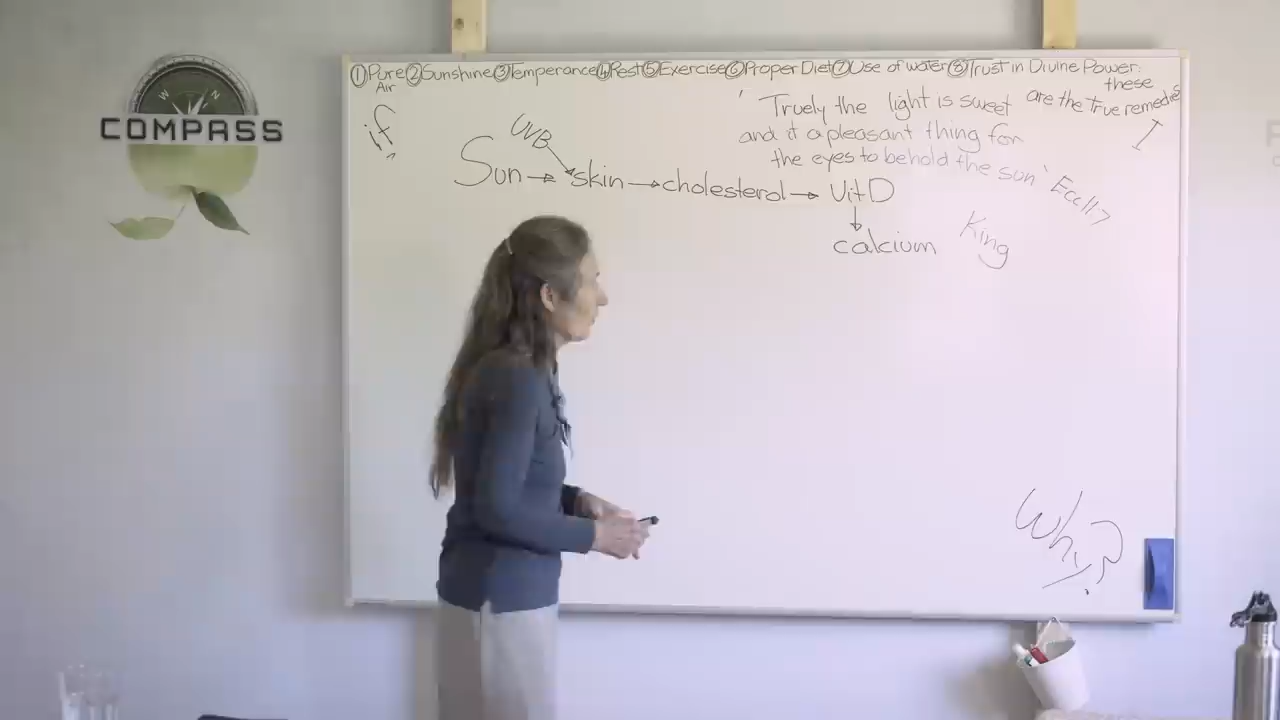 ①Pure ②Sunshine ③Temperance ④Rest ⑤Exercise ⑥Proper Diet ⑦Use of water ⑧Trust in Divine Power:
Air
these
are the True remedies
' Truely the light is sweet
and it a pleasant thing for
the eyes to behold the sun' Eccl11:7
if
UVB
Sun → skin → cholesterol → Vit D
↓
calcium
King
Why?
W N
COMPASS